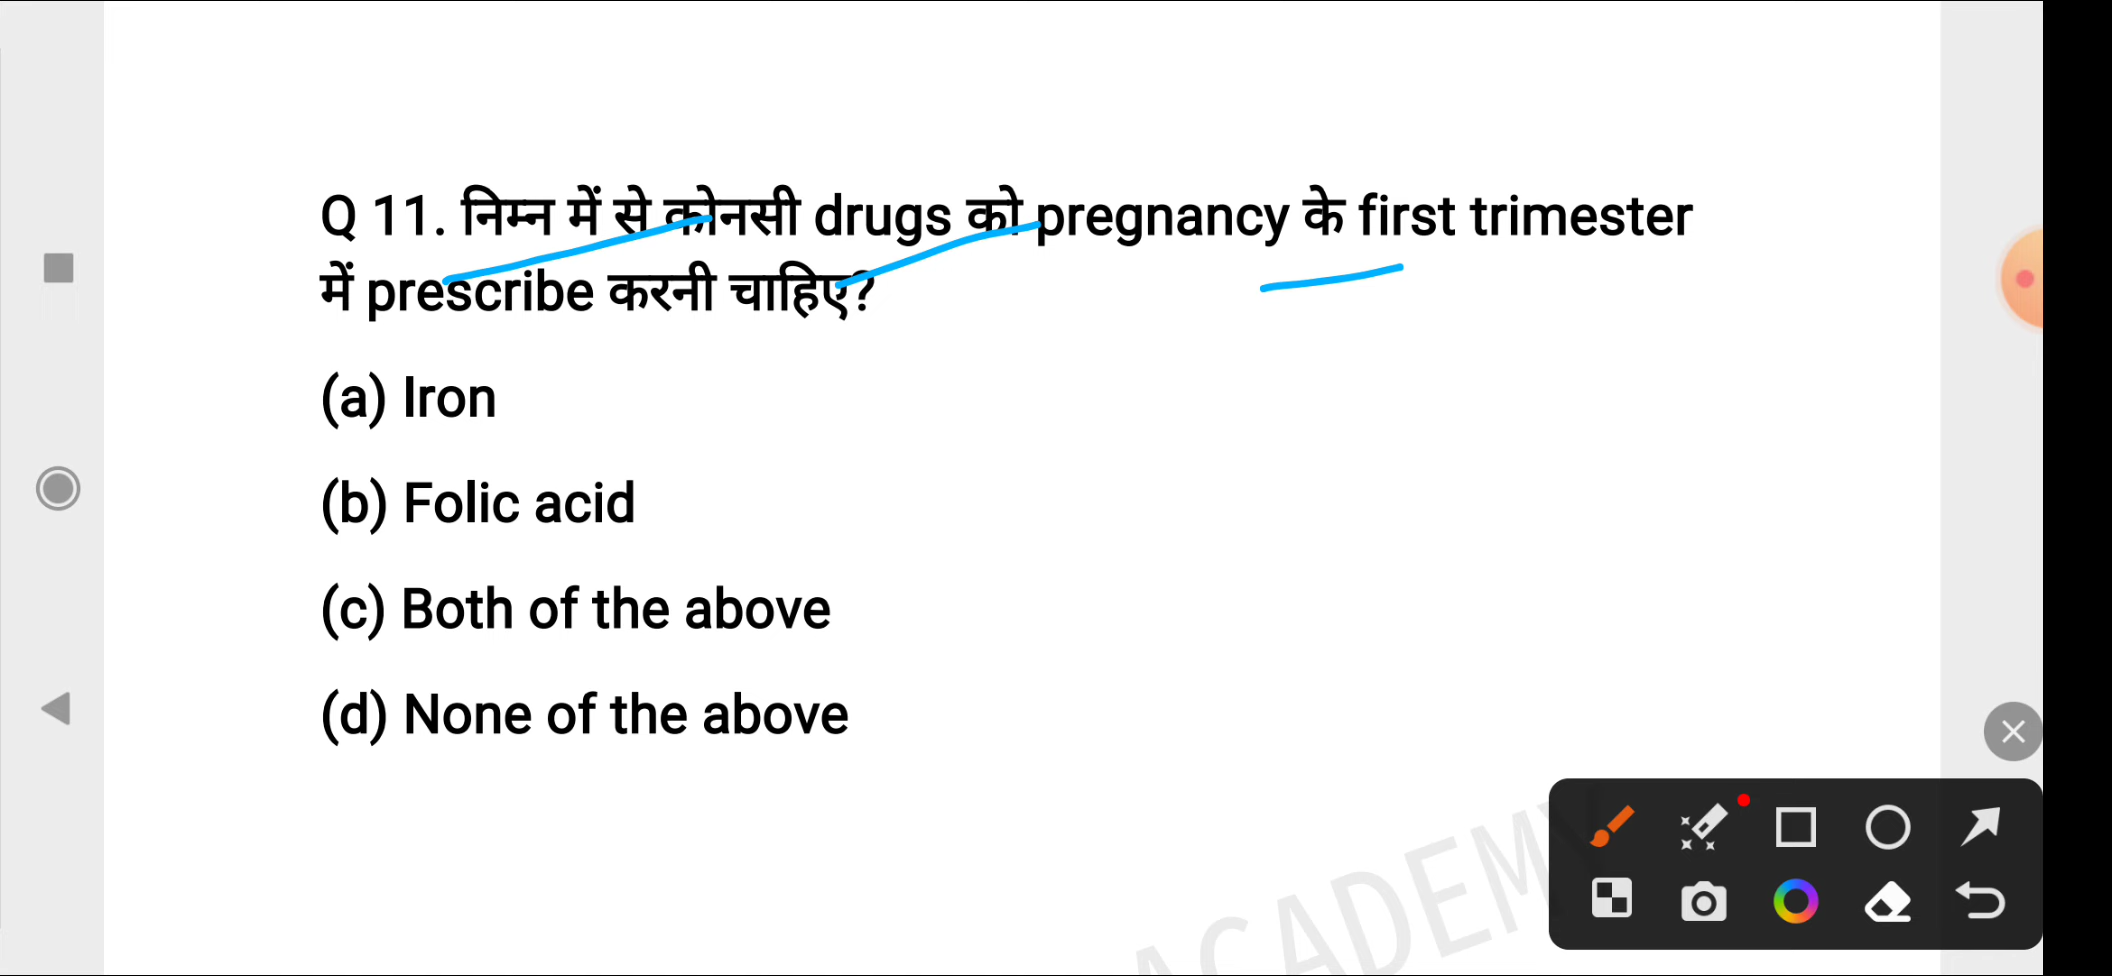 Q 11. निम्न में से कोनसी drugs को pregnancy के first trimester
में prescribe करनी चाहिए?
(a) Iron
(b) Folic acid
(c) Both of the above
(d) None of the above
ACADEMY